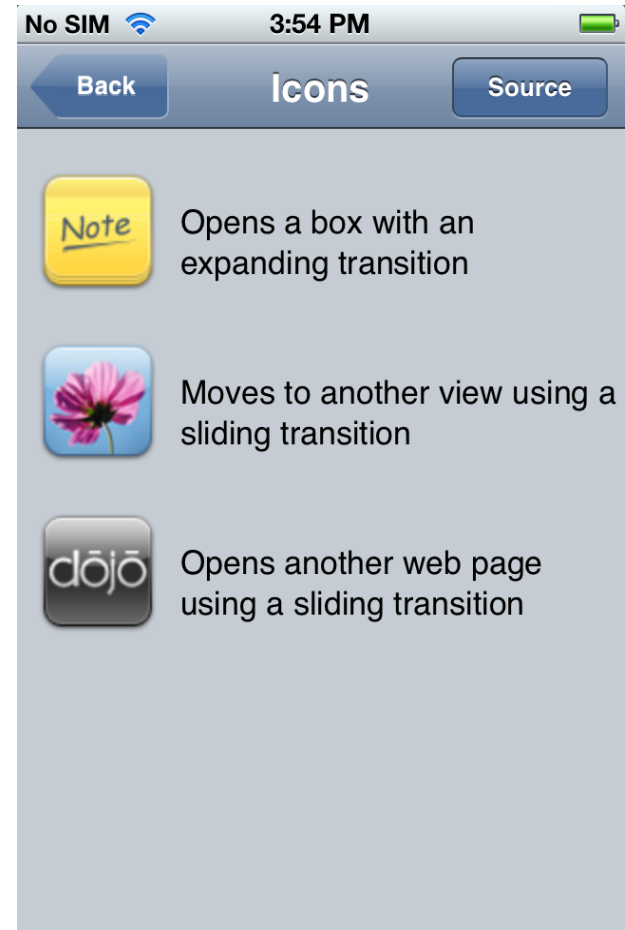 No SIM 3:54 PM
Back Icons Source
Note
Opens a box with an
expanding transition
Moves to another view using a
sliding transition
dōjō
Opens another web page
using a sliding transition